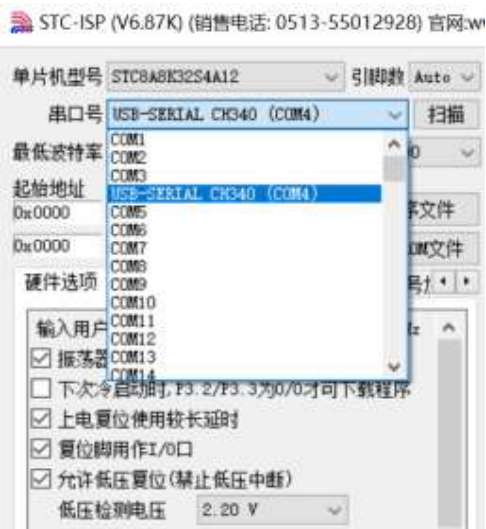 STC-ISP (V6.87K) (销售电话: 0513-55012928) 官网:w
单片机型号 STC8A8K32S4A12 引脚数 Auto
串口号 USB-SERIAL CH340 (COM4) 扫描
最低波特率
COM1
COM2
COM3
USB-SERIAL CH340 (COM4)
COM5
COM6
COM7
COM8
COM9
COM10
COM11
COM12
COM13
COM14
起始地址
0x0000 文件
0x0000 文件
硬件选项
输入用户
振荡器
下次冷启动时,P3.2/P3.3为0/0才可下载程序
上电复位使用较长延时
复位脚用作I/O口
允许低压复位(禁止低压中断)
低压检测电压 2.20 V